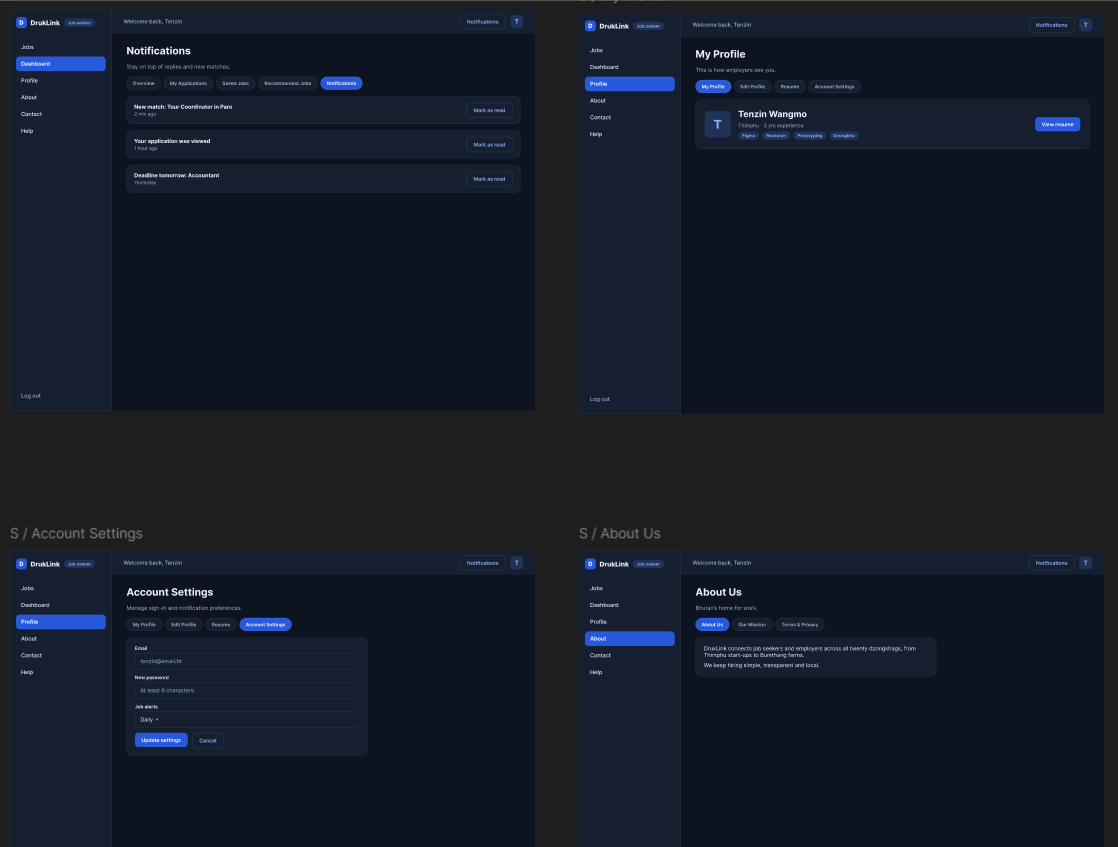 D DrukLink Job seeker
Welcome back, Tenzin
Notifications
T
Jobs
Dashboard
Profile
About
Contact
Help
Log out
Notifications
Stay on top of replies and new matches.
Overview
My Applications
Saved Jobs
Recommended Jobs
Notifications
New match: Tour Coordinator in Paro
2 min ago
Mark as read
Your application was viewed
1 hour ago
Mark as read
Deadline tomorrow: Accountant
Yesterday
Mark as read
D DrukLink Job seeker
Welcome back, Tenzin
Notifications
T
Jobs
Dashboard
Profile
About
Contact
Help
Log out
My Profile
This is how employers see you.
My Profile
Edit Profile
Resume
Account Settings
T
Tenzin Wangmo
Thimphu · 3 yrs experience
Figma
Research
Prototyping
Dzongkha
View resume
S / Account Settings
D DrukLink Job seeker
Welcome back, Tenzin
Notifications
T
Jobs
Dashboard
Profile
About
Contact
Help
Account Settings
Manage sign-in and notification preferences.
My Profile
Edit Profile
Resume
Account Settings
Email
tenzin@email.bt
New password
At least 8 characters
Job alerts
Daily
Update settings
Cancel
S / About Us
D DrukLink Job seeker
Welcome back, Tenzin
Notifications
T
Jobs
Dashboard
Profile
About
Contact
Help
About Us
Bhutan's home for work.
About Us
Our Mission
Terms & Privacy
DrukLink connects job seekers and employers across all twenty dzongkhags, from
Thimphu start-ups to Bumthang farms.
We keep hiring simple, transparent and local.